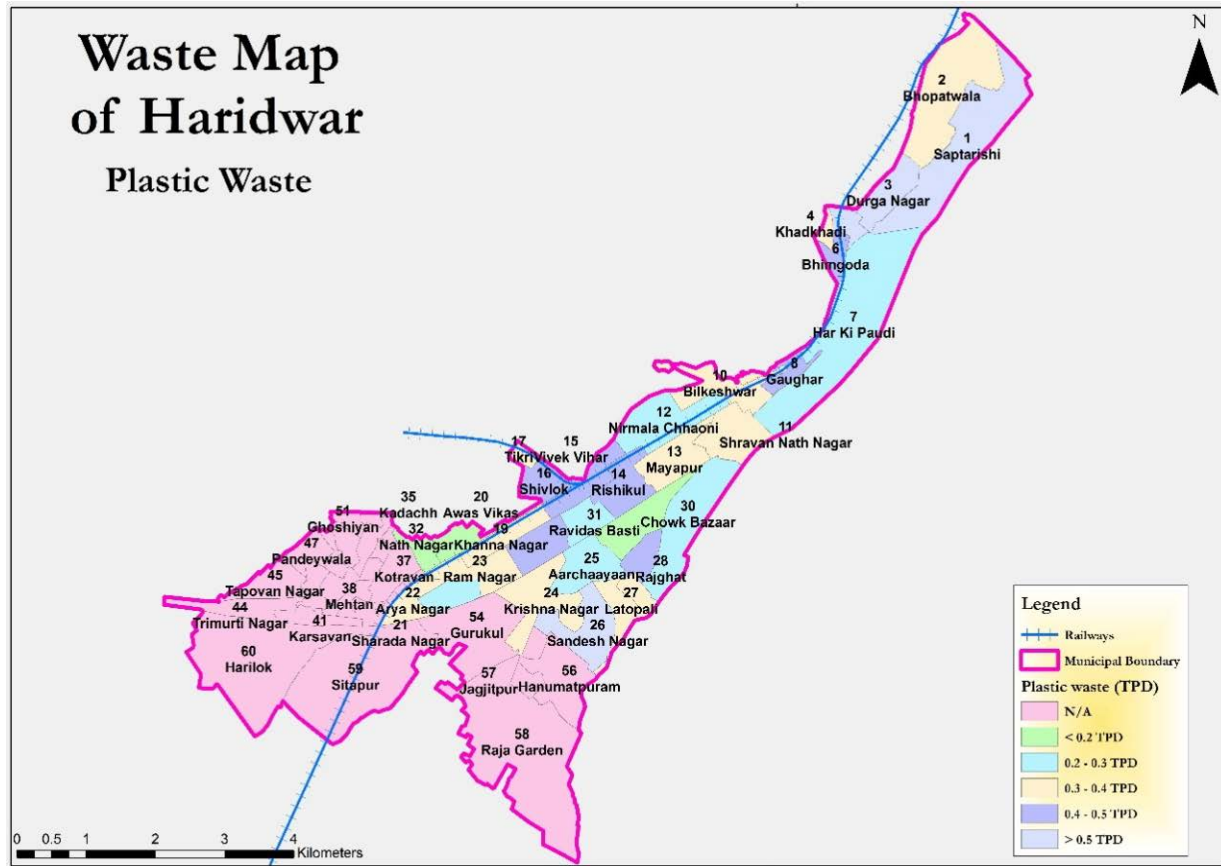 Waste Map
of Haridwar
Plastic Waste
N
2
Bhopatwala
1
Saptarishi
3
Durga Nagar
4
Khadkhadi
6
Bhimgoda
7
Har Ki Paudi
8
Gaughar
10
Bilkeshwar
11
Shravan Nath Nagar
12
Nirmala Chhaoni
13
Mayapur
14
Rishikul
15
Vivek Vihar
16
Shivlok
17
Tikri
19
Khanna Nagar
20
Awas Vikas
35
Kadachh
32
Nath Nagar
51
Ghoshiyan
47
Pandeywala
45
Tapovan Nagar
44
Trimurti Nagar
37
Kotravan
38
Mehtan
41
Karsavan
22
Arya Nagar
21
Sharada Nagar
23
Ram Nagar
31
Ravidas Basti
30
Chowk Bazaar
25
Aarchaayaan
28
Rajghat
24
Krishna Nagar
27
Latopali
26
Sandesh Nagar
54
Gurukul
60
Harilok
59
Sitapur
57
Jagjitpur
56
Hanumatpuram
58
Raja Garden
Legend
Railways
Municipal Boundary
Plastic waste (TPD)
N/A
< 0.2 TPD
0.2 - 0.3 TPD
0.3 - 0.4 TPD
0.4 - 0.5 TPD
> 0.5 TPD
0 0.5 1 2 3 4
Kilometers